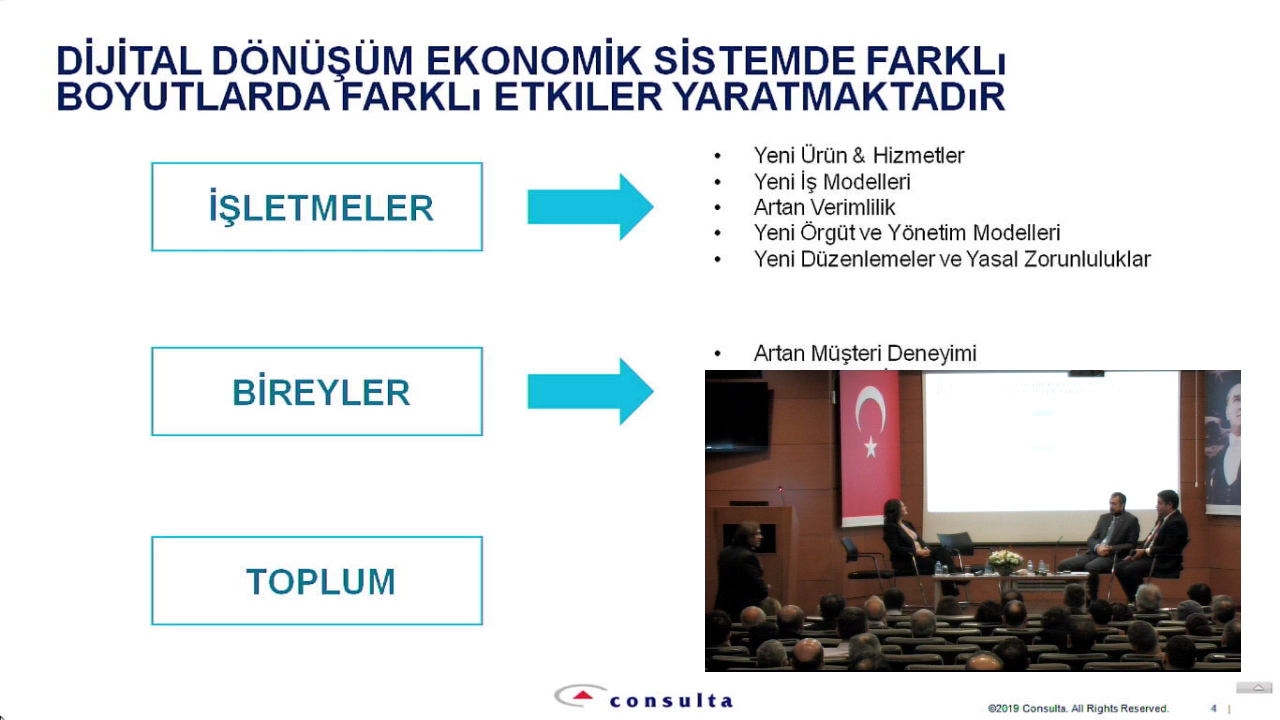 DİJİTAL DÖNÜŞÜM EKONOMİK SİSTEMDE FARKLı
BOYUTLARDA FARKLı ETKILER YARATMAKTADıR
İŞLETMELER
• Yeni Ürün & Hizmetler
• Yeni İş Modelleri
• Artan Verimlilik
• Yeni Örgüt ve Yönetim Modelleri
• Yeni Düzenlemeler ve Yasal Zorunluluklar
BİREYLER
• Artan Müşteri Deneyimi
TOPLUM
consulta
©2019 Consulta. All Rights Reserved. 4 |